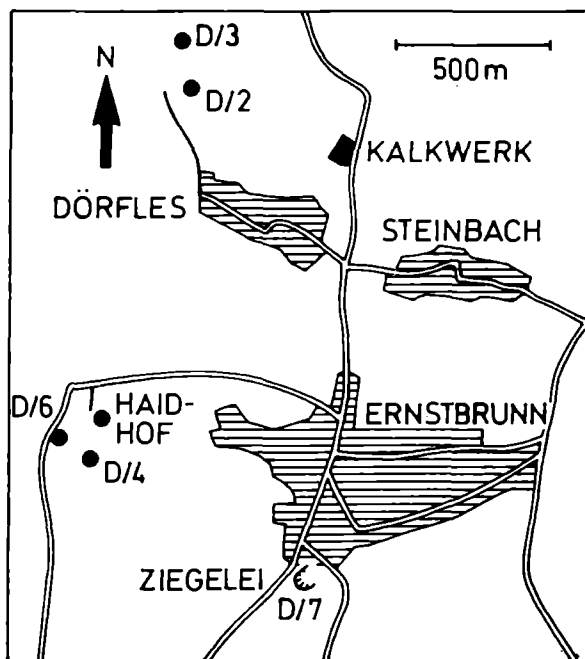 D/3
N
500m
D/2
KALKWERK
DÖRFLES
STEINBACH
D/6
HAID-
HOF
ERNSTBRUNN
D/4
ZIEGELEI
D/7